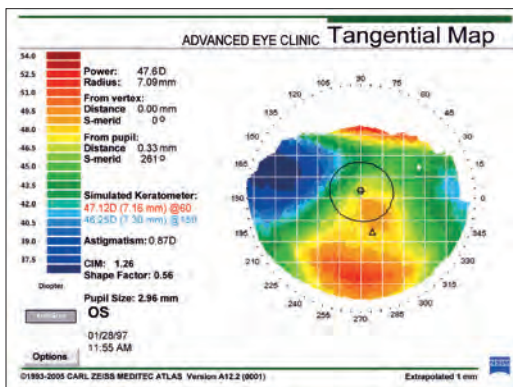 ADVANCED EYE CLINIC Tangential Map
54.0
52.5
51.0
49.5
48.0
46.5
45.0
43.5
42.0
40.5
39.0
37.5
Diopter
Power: 47.6D
Radius: 7.09mm
From vertex:
Distance 0.00 mm
S-merid 0º
From pupil:
Distance 0.33 mm
S-merid 261º
Simulated Keratometer:
47.12D (7.16 mm) @60
46.25D (7.30 mm) @150
Astigmatism: 0.87D
CIM: 1.26
Shape Factor: 0.56
Pupil Size: 2.96 mm
OS
01/28/97
11:55 AM
Options
90
105 75
120 60
135 45
150 30
165 15
180 0
195 345
210 330
225 315
240 300
255 285
270
ZEISS
©1993-2005 CARL ZEISS MEDITEC ATLAS Version A12.2 (0001) Extrapolated 1 mm